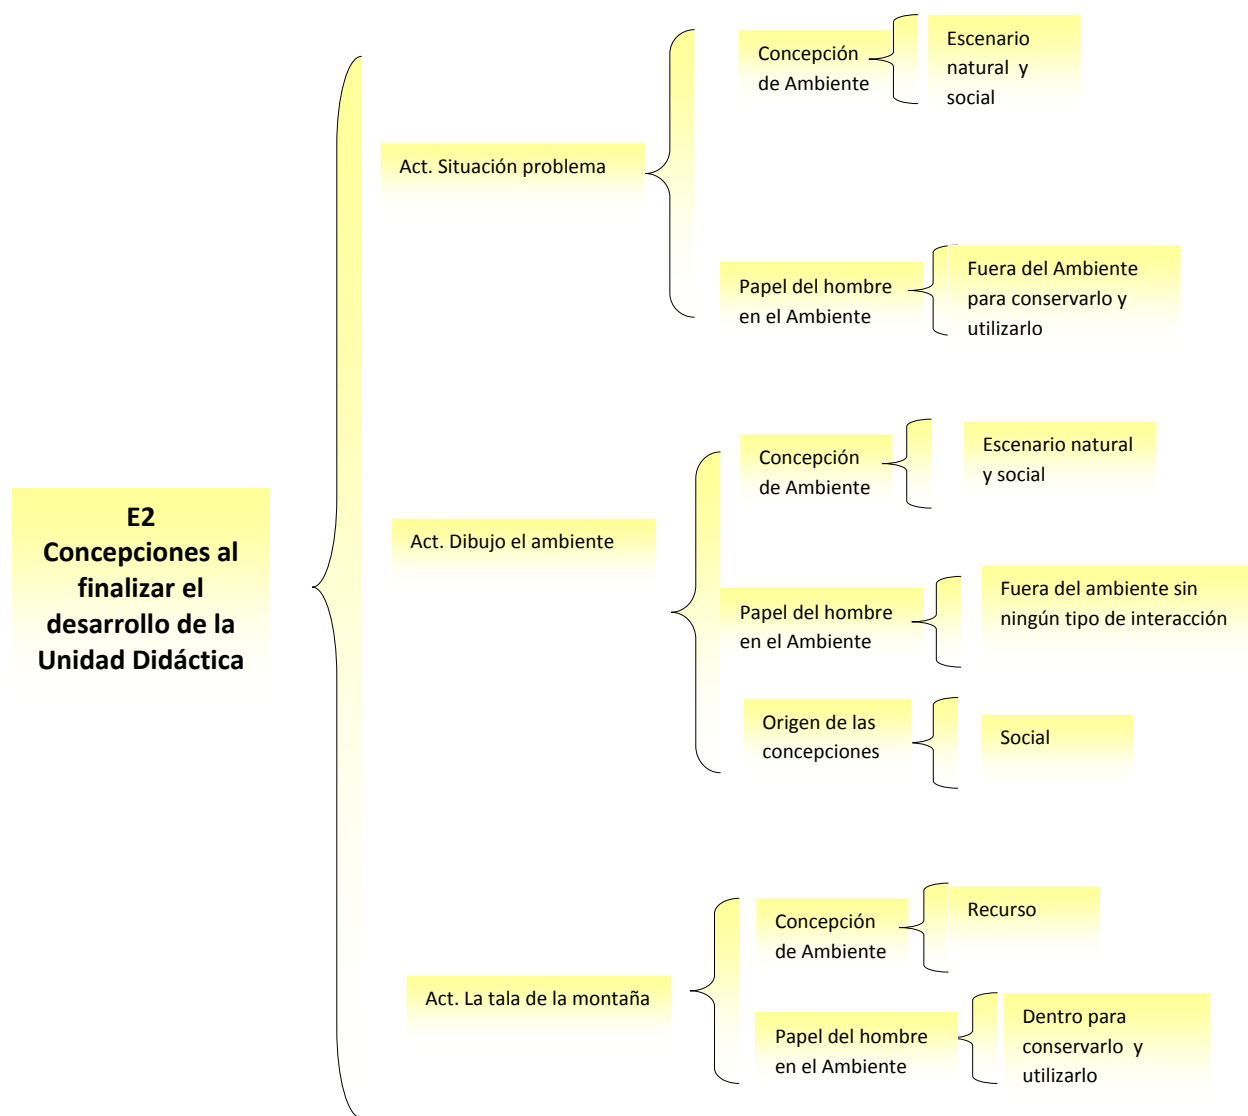 E2
Concepciones al
finalizar el
desarrollo de la
Unidad Didáctica
Act. Situación problema
Concepción
de Ambiente
Escenario
natural y
social
Papel del hombre
en el Ambiente
Fuera del Ambiente
para conservarlo y
utilizarlo
Act. Dibujo el ambiente
Concepción
de Ambiente
Escenario natural
y social
Papel del hombre
en el Ambiente
Fuera del ambiente sin
ningún tipo de interacción
Origen de las
concepciones
Social
Act. La tala de la montaña
Concepción
de Ambiente
Recurso
Papel del hombre
en el Ambiente
Dentro para
conservarlo y
utilizarlo